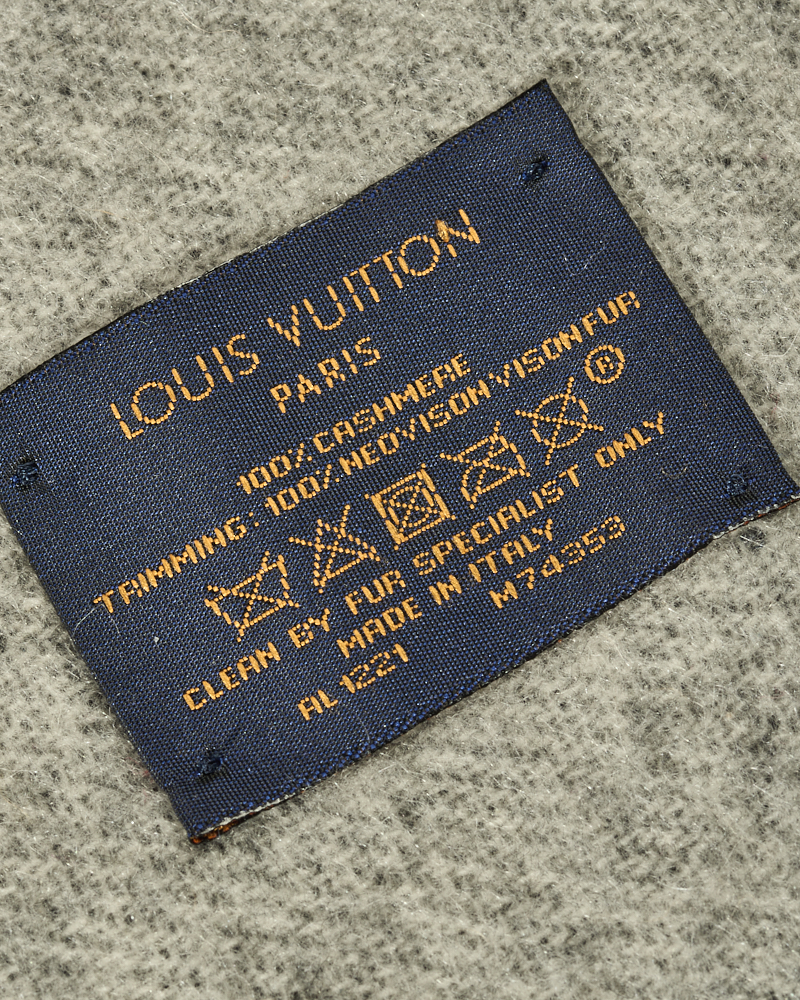 LOUIS VUITTON
PARIS
100% CASHMERE
TRIMMING: 100% NEOVISON VISON FUR
®
CLEAN BY FUR SPECIALIST ONLY
MADE IN ITALY
AL 1221 M74353